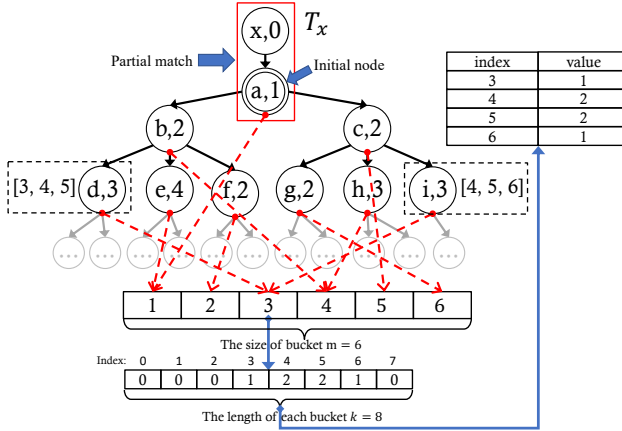 x,0
T_x
Partial match
Initial node
a,1
index value
3 1
4 2
5 2
6 1
b,2
c,2
[3, 4, 5]
d,3
e,4
f,2
g,2
h,3
i,3
[4, 5, 6]
... ... ... ... ... ... ... ... ... ... ... ...
1 2 3 4 5 6
The size of bucket m = 6
Index: 0 1 2 3 4 5 6 7
0 0 0 1 2 2 1 0
The length of each bucket k = 8